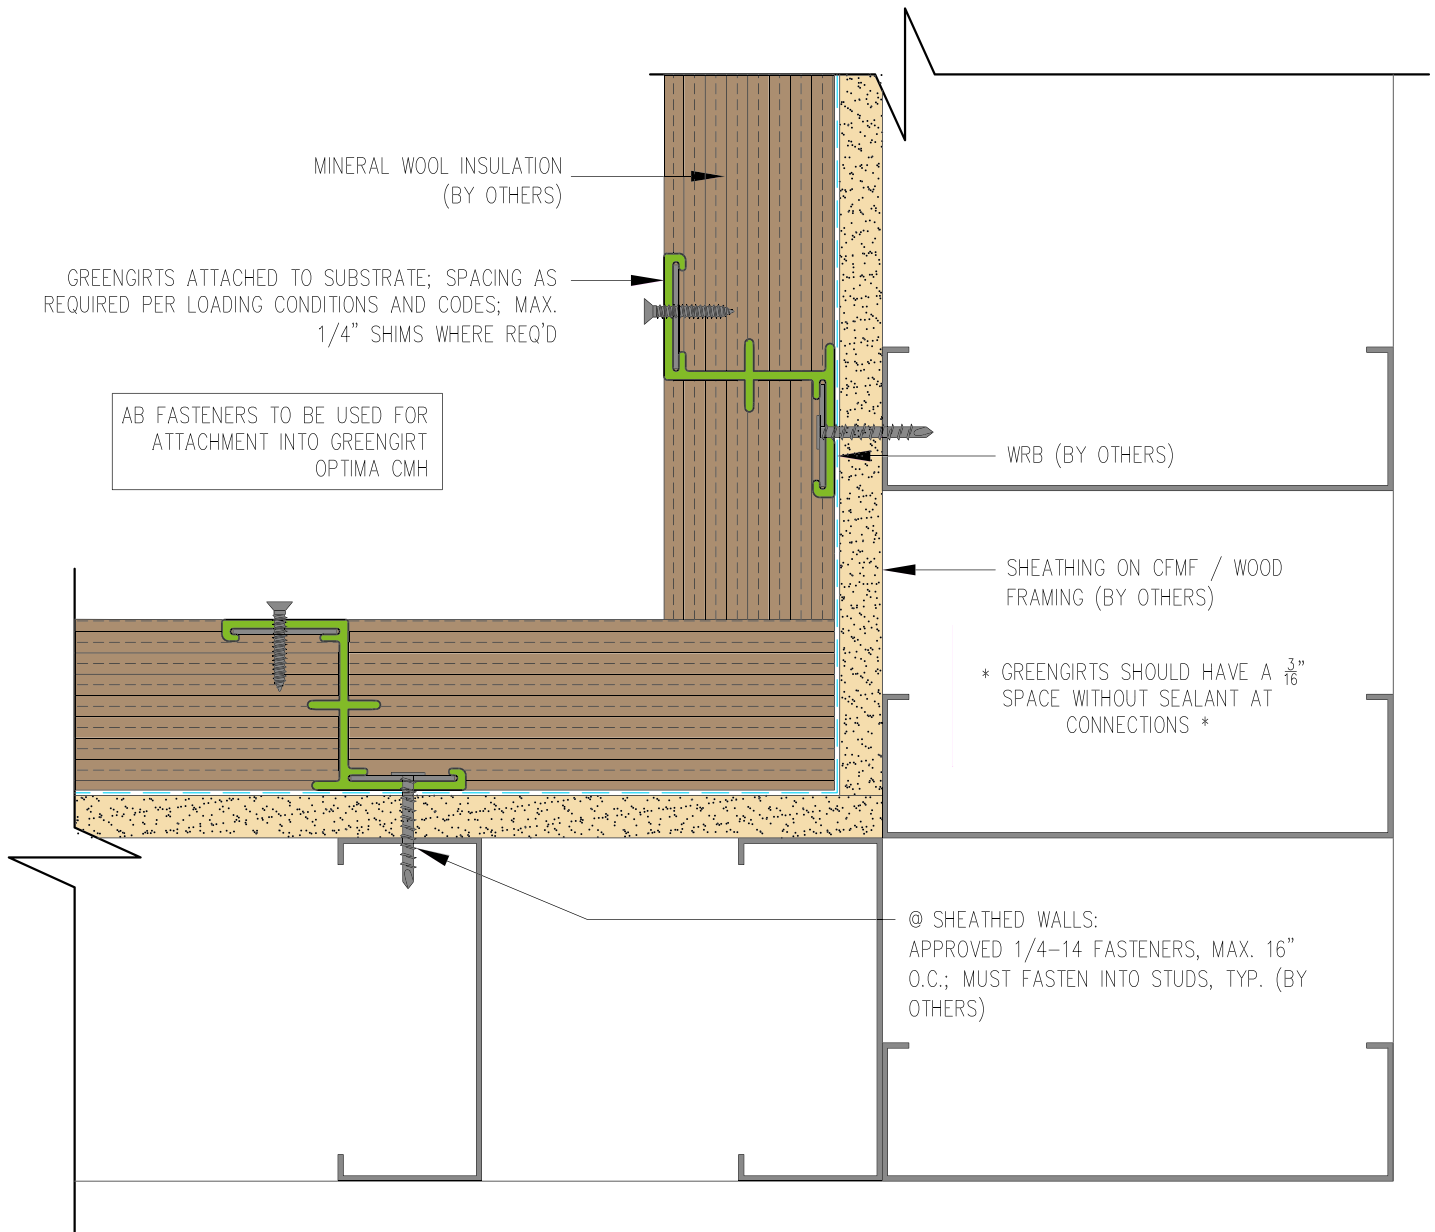 MINERAL WOOL INSULATION
(BY OTHERS)
GREENGIRTS ATTACHED TO SUBSTRATE; SPACING AS
REQUIRED PER LOADING CONDITIONS AND CODES; MAX.
1/4" SHIMS WHERE REQ'D
AB FASTENERS TO BE USED FOR
ATTACHMENT INTO GREENGIRT
OPTIMA CMH
WRB (BY OTHERS)
SHEATHING ON CFMF / WOOD
FRAMING (BY OTHERS)
* GREENGIRTS SHOULD HAVE A 3/16"
SPACE WITHOUT SEALANT AT
CONNECTIONS *
@ SHEATHED WALLS:
APPROVED 1/4-14 FASTENERS, MAX. 16"
O.C.; MUST FASTEN INTO STUDS, TYP. (BY
OTHERS)